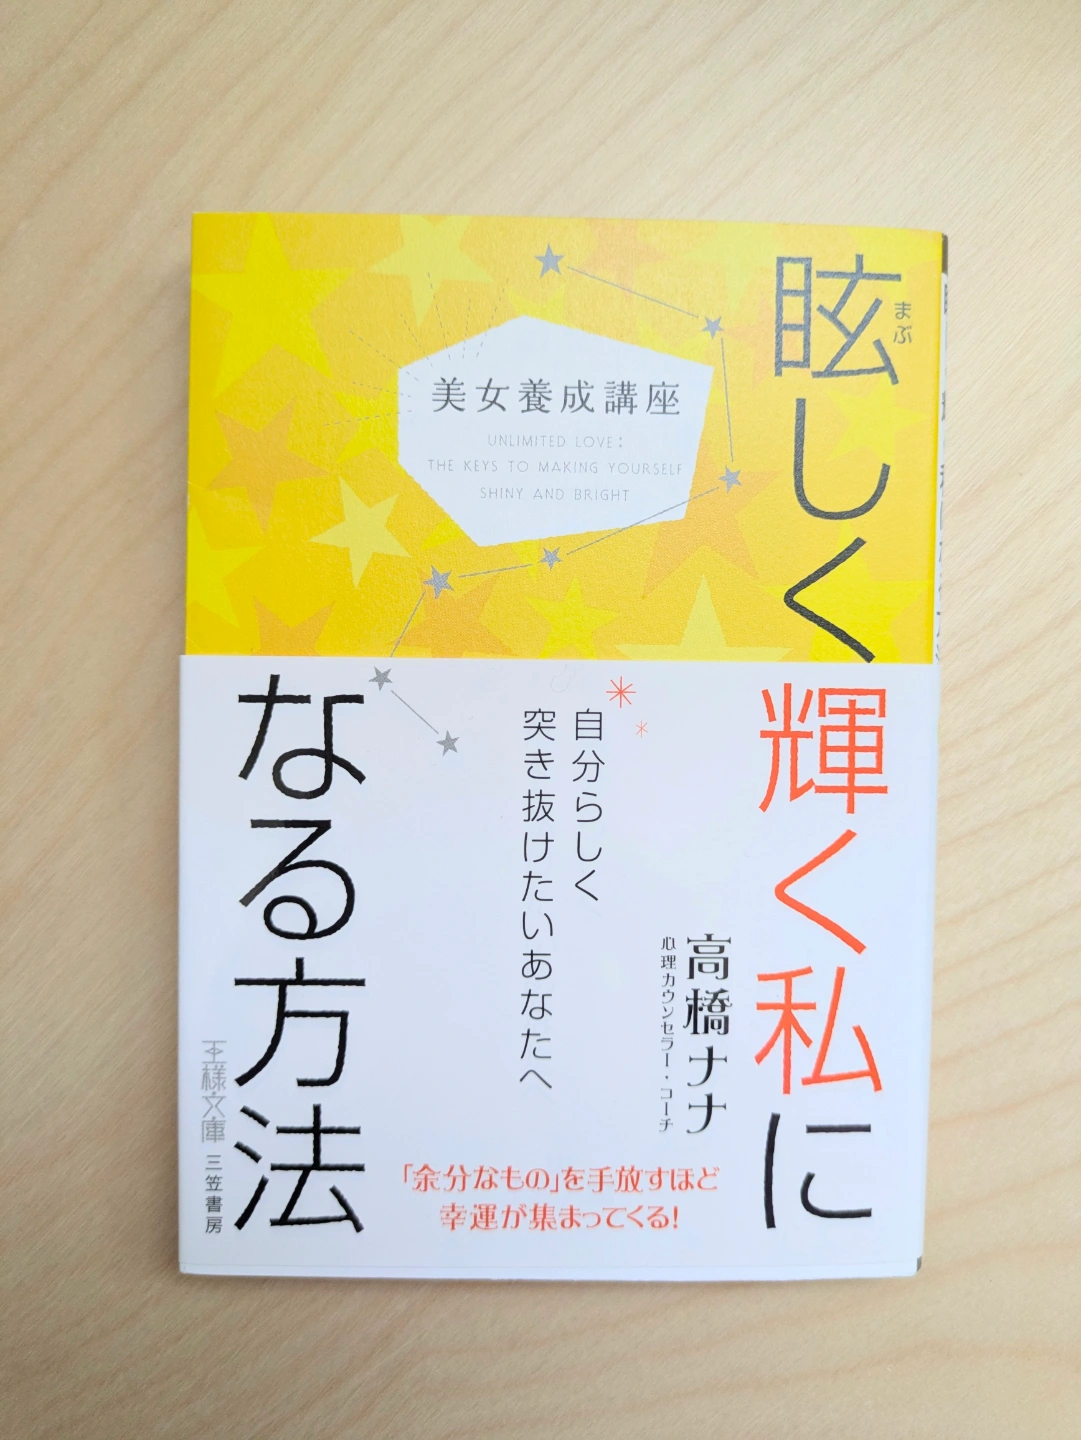 眩しく輝く私に
まぶ
なる方法
美女養成講座
UNLIMITED LOVE:
THE KEYS TO MAKING YOURSELF
SHINY AND BRIGHT
自分らしく
突き抜けたいあなたへ
高橋ナナ
心理カウンセラー・コーチ
「余分なもの」を手放すほど
幸運が集まってくる!
王様文庫
三笠書房